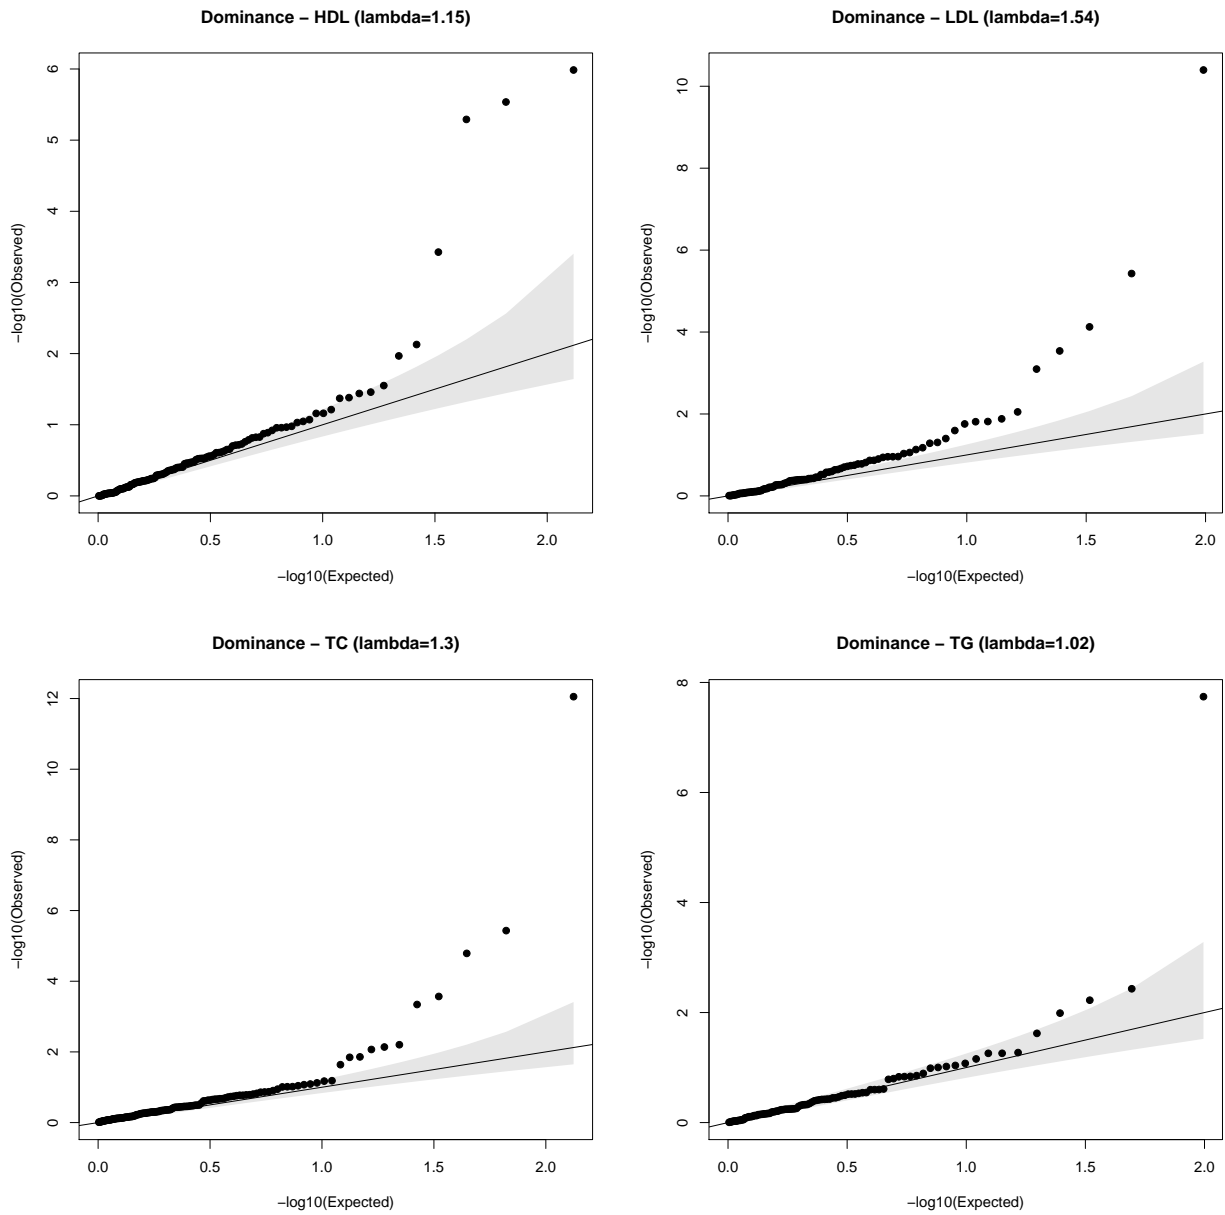 Dominance − HDL (lambda=1.15)
−log10(Observed)
6
5
4
3
2
1
0
0.0 0.5 1.0 1.5 2.0
−log10(Expected)
Dominance − LDL (lambda=1.54)
−log10(Observed)
10
8
6
4
2
0
0.0 0.5 1.0 1.5 2.0
−log10(Expected)
Dominance − TC (lambda=1.3)
−log10(Observed)
12
10
8
6
4
2
0
0.0 0.5 1.0 1.5 2.0
−log10(Expected)
Dominance − TG (lambda=1.02)
−log10(Observed)
8
6
4
2
0
0.0 0.5 1.0 1.5 2.0
−log10(Expected)